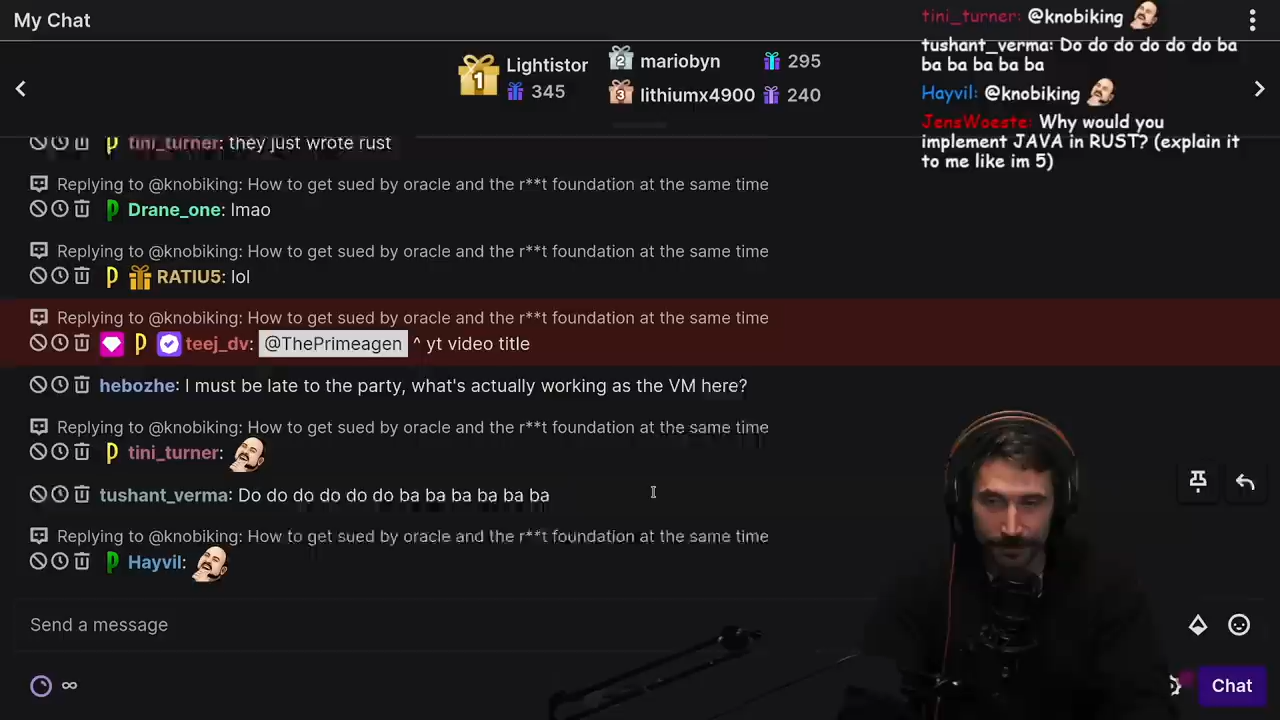 My Chat
Lightistor
345
mariobyn
295
lithiumx4900
240
1
2
3
tini_turner: @knobiking
tushant_verma: Do do do do do do ba
ba ba ba ba ba
Hayvil: @knobiking
JensWoeste: Why would you
implement JAVA in RUST? (explain it
to me like im 5)
tini_turner: they just wrote rust
Replying to @knobiking: How to get sued by oracle and the r**t foundation at the same time
Drane_one: lmao
Replying to @knobiking: How to get sued by oracle and the r**t foundation at the same time
RATIU5: lol
Replying to @knobiking: How to get sued by oracle and the r**t foundation at the same time
teej_dv: @ThePrimeagen ^ yt video title
hebozhe: I must be late to the party, what's actually working as the VM here?
Replying to @knobiking: How to get sued by oracle and the r**t foundation at the same time
tini_turner:
tushant_verma: Do do do do do do ba ba ba ba ba ba
Replying to @knobiking: How to get sued by oracle and the r**t foundation at the same time
Hayvil:
Send a message
∞
Chat